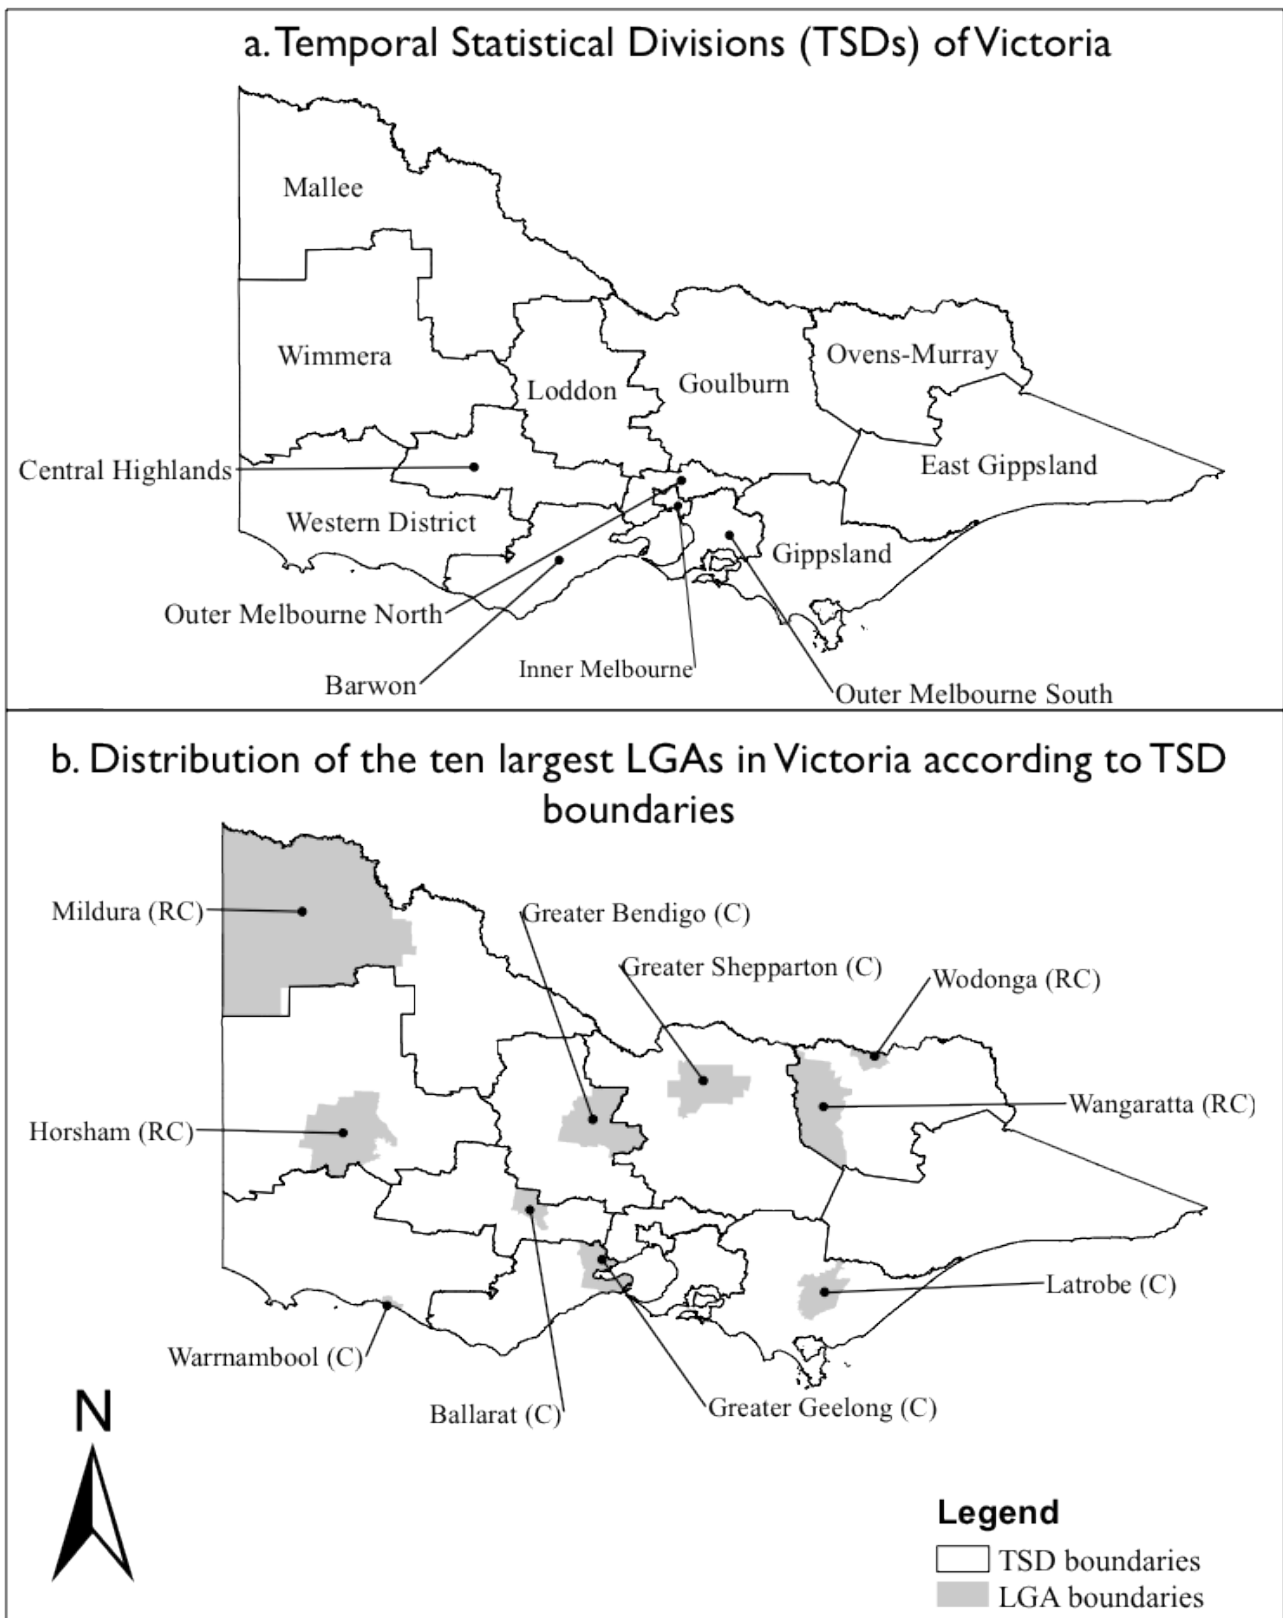 a. Temporal Statistical Divisions (TSDs) of Victoria
Mallee
Wimmera
Loddon
Goulburn
Ovens-Murray
Central Highlands
East Gippsland
Western District
Gippsland
Outer Melbourne North
Inner Melbourne
Barwon
Outer Melbourne South
b. Distribution of the ten largest LGAs in Victoria according to TSD
boundaries
Mildura (RC)
Greater Bendigo (C)
Greater Shepparton (C)
Wodonga (RC)
Wangaratta (RC)
Horsham (RC)
Latrobe (C)
Warrnambool (C)
Ballarat (C)
Greater Geelong (C)
N
Legend
TSD boundaries
LGA boundaries